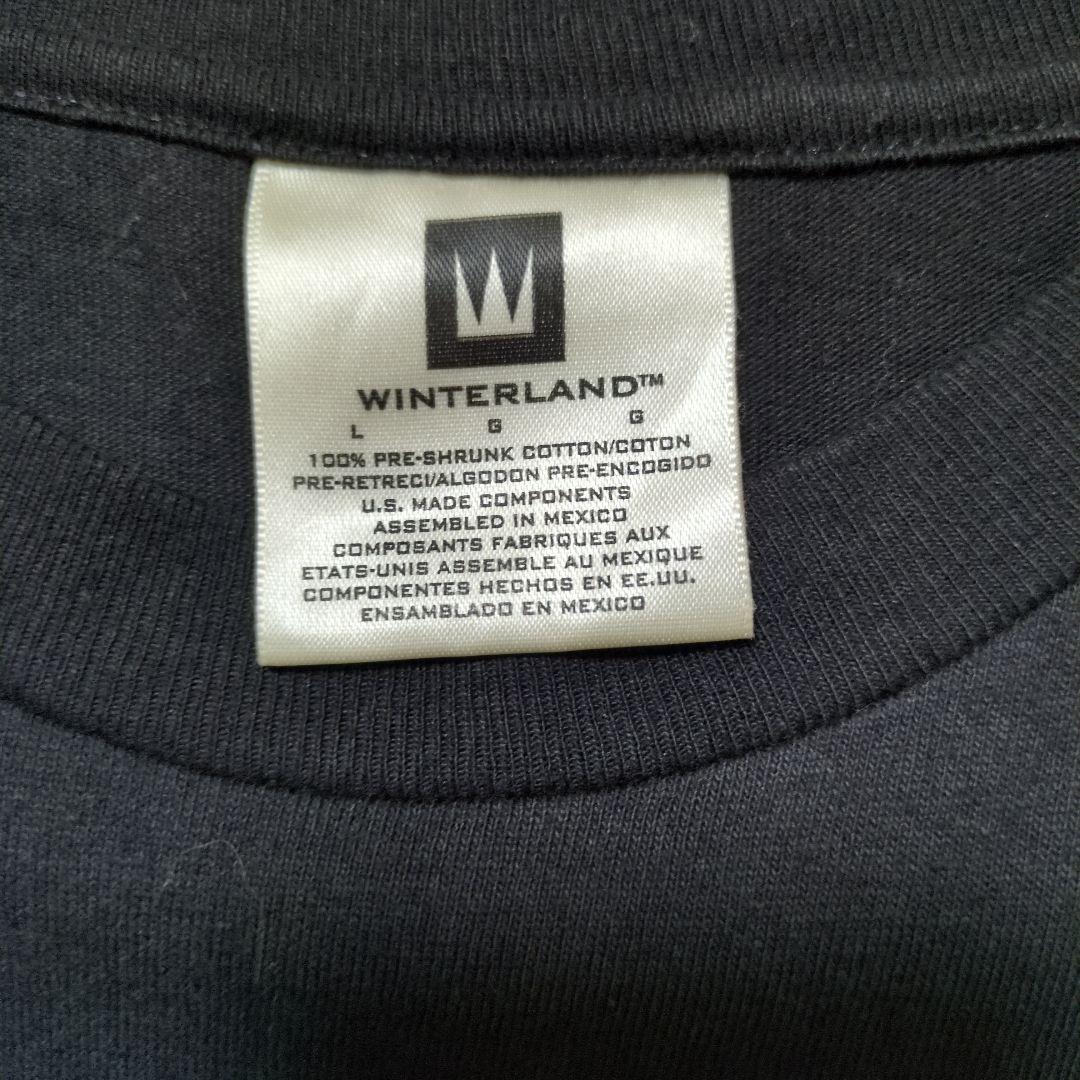 W
WINTERLAND™
L G G
100% PRE-SHRUNK COTTON/COTON
PRE-RETRECI/ALGODON PRE-ENCOGIDO
U.S. MADE COMPONENTS
ASSEMBLED IN MEXICO
COMPOSANTS FABRIQUES AUX
ETATS-UNIS ASSEMBLE AU MEXIQUE
COMPONENTES HECHOS EN EE.UU.
ENSAMBLADO EN MEXICO